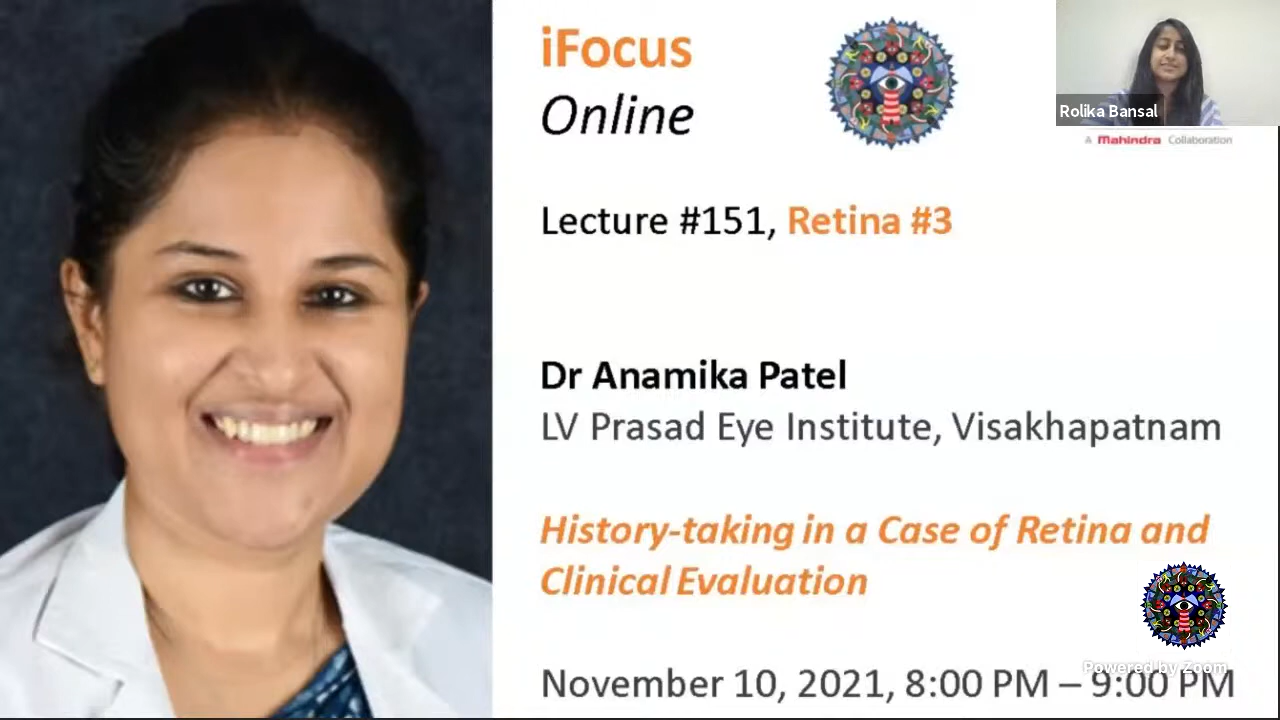 iFocus
Online
Rolika Bansal
A Mahindra Collaboration
Lecture #151, Retina #3
Dr Anamika Patel
LV Prasad Eye Institute, Visakhapatnam
History-taking in a Case of Retina and
Clinical Evaluation
Powered by Zoom
November 10, 2021, 8:00 PM – 9:00 PM